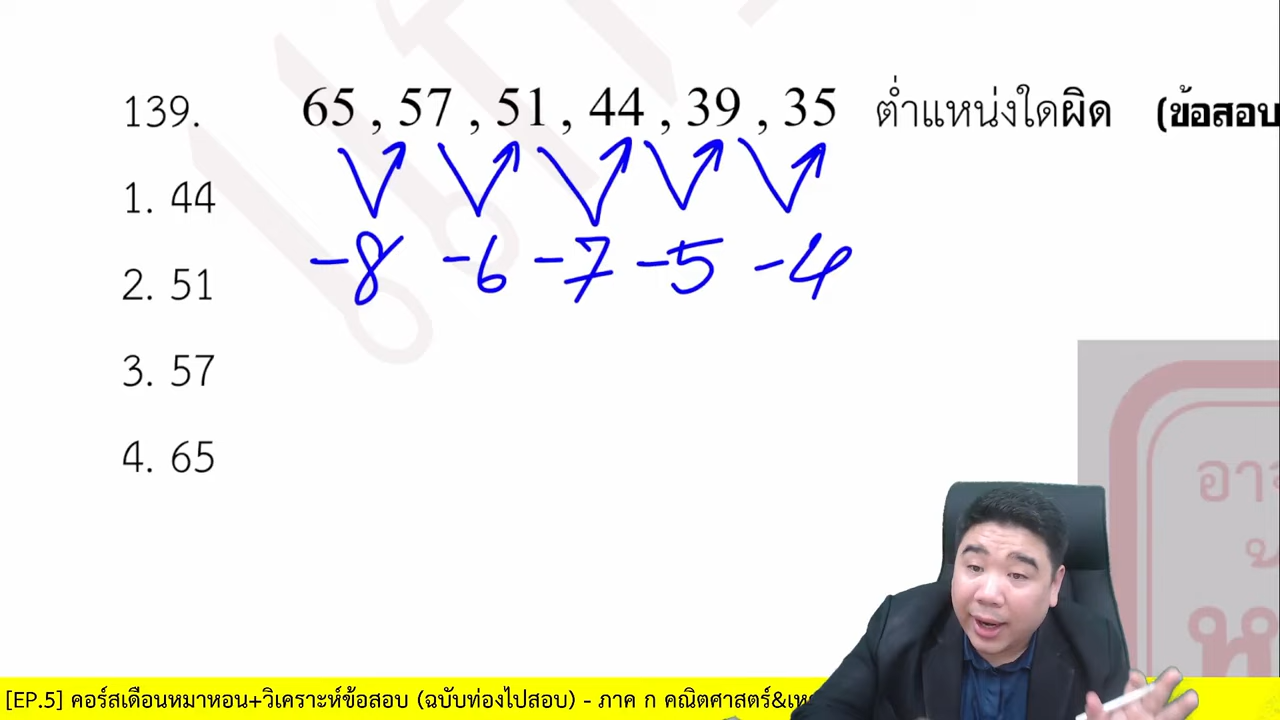 139. 65 , 57 , 51 , 44 , 39 , 35 ตำแหน่งใดผิด (ข้อสอบ
-8 -6 -7 -5 -4
1. 44
2. 51
3. 57
4. 65
[EP.5] คอร์สเดือนหมาหอน+วิเคราะห์ข้อสอบ (ฉบับท่องไปสอบ) - ภาค ก คณิตศาสตร์&เห